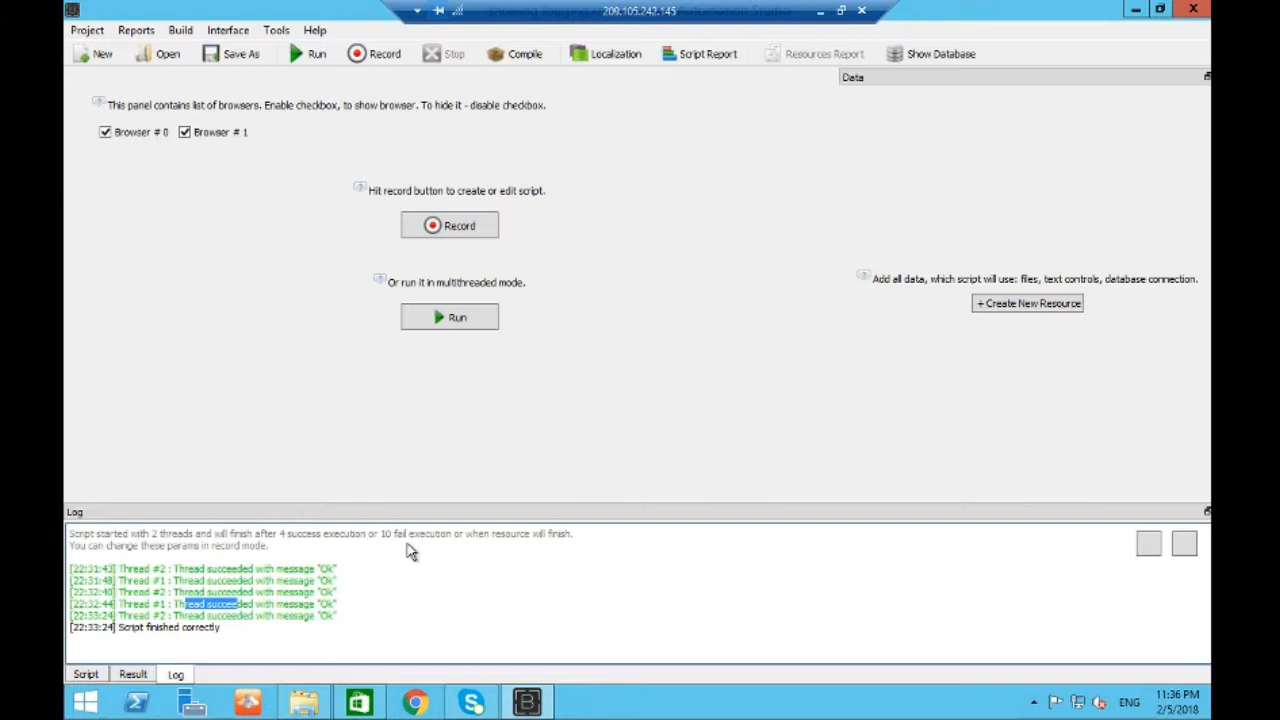 209.105.242.145
Project Reports Build Interface Tools Help
New Open Save As Run Record Stop Compile Localization Script Report Resources Report Show Database
Data
This panel contains list of browsers. Enable checkbox, to show browser. To hide it - disable checkbox.
Browser # 0 Browser # 1
Hit record button to create or edit script.
Record
Or run it in multithreaded mode.
Add all data, which script will use: files, text controls, database connection.
+ Create New Resource
Run
Log
Script started with 2 threads and will finish after 4 success execution or 10 fail execution or when resource will finish.
You can change these params in record mode.
[22:31:43] Thread #2 : Thread succeeded with message "Ok"
[22:31:48] Thread #1 : Thread succeeded with message "Ok"
[22:32:40] Thread #2 : Thread succeeded with message "Ok"
[22:32:44] Thread #1 : Thread succeeded with message "Ok"
[22:33:24] Thread #2 : Thread succeeded with message "Ok"
[22:33:24] Script finished correctly
Script Result Log
ENG
11:36 PM
2/5/2018